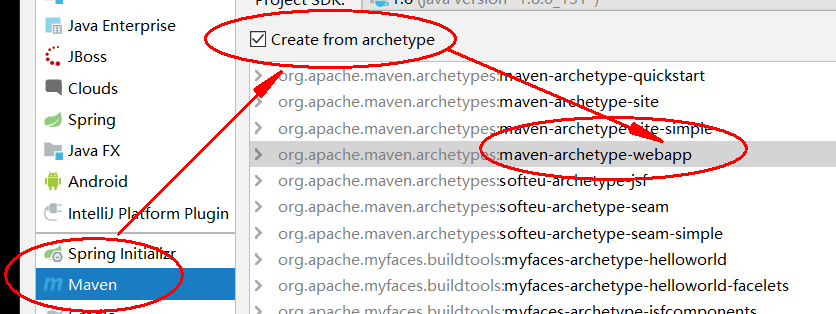 Project SDK: 1.8 (java version "1.8.0_151")
Java Enterprise
JBoss
Clouds
Spring
Java FX
Android
IntelliJ Platform Plugin
Spring Initializr
Maven
Create from archetype
org.apache.maven.archetypes:maven-archetype-quickstart
org.apache.maven.archetypes:maven-archetype-site
org.apache.maven.archetypes:maven-archetype-site-simple
org.apache.maven.archetypes:maven-archetype-webapp
org.apache.maven.archetypes:softeu-archetype-jsf
org.apache.maven.archetypes:softeu-archetype-seam
org.apache.maven.archetypes:softeu-archetype-seam-simple
org.apache.myfaces.buildtools:myfaces-archetype-helloworld
org.apache.myfaces.buildtools:myfaces-archetype-helloworld-facelets
org.apache.myfaces.buildtools:myfaces-archetype-jsfcomponents